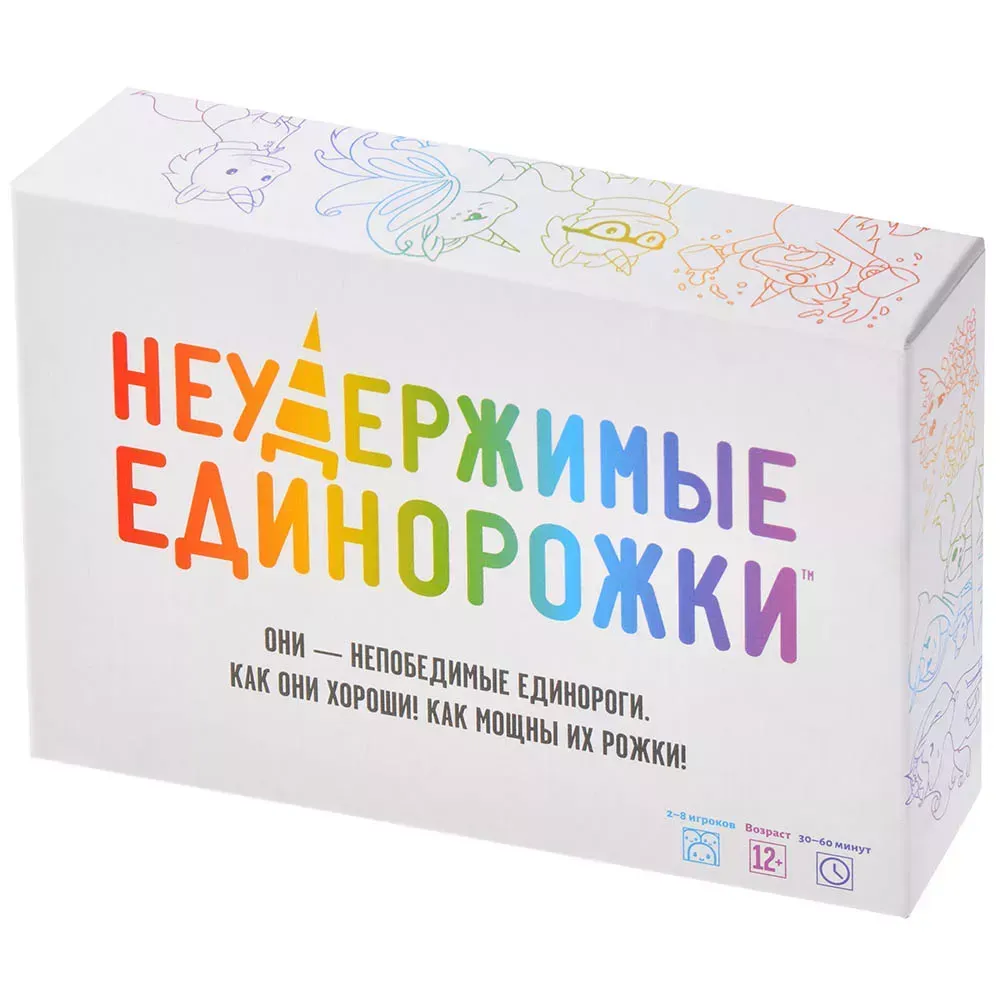 НЕУДЕРЖИМЫЕ
ЕДИНОРОЖКИ™
ОНИ — НЕПОБЕДИМЫЕ ЕДИНОРОГИ.
КАК ОНИ ХОРОШИ! КАК МОЩНЫ ИХ РОЖКИ!
2–8 игроков Возраст 30–60 минут
12+